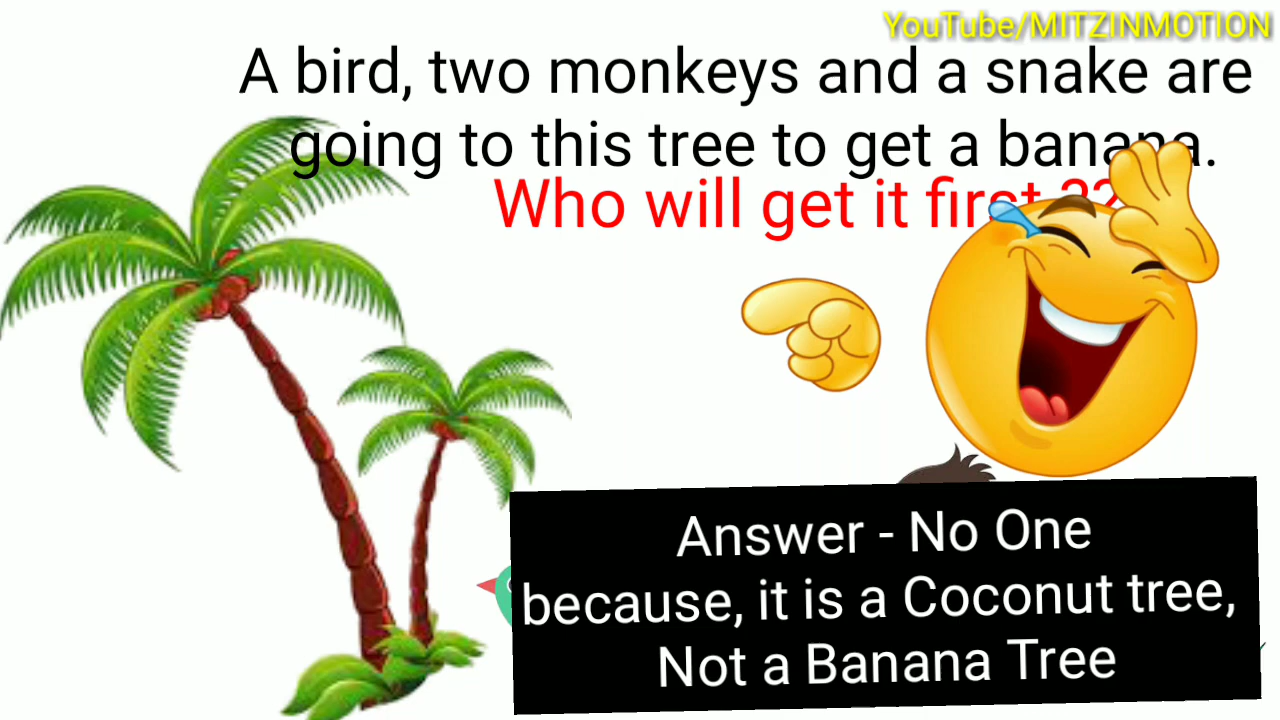 YouTube/MITZINMOTION
A bird, two monkeys and a snake are
going to this tree to get a banana.
Who will get it first ??
Answer - No One
because, it is a Coconut tree,
Not a Banana Tree